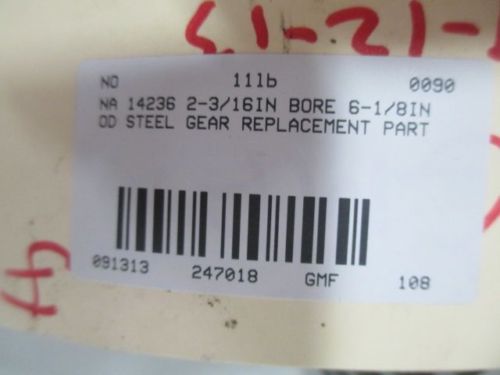 NO 11lb 0090
NA 14236 2-3/16IN BORE 6-1/8IN
OD STEEL GEAR REPLACEMENT PART
091313 247018 GMF 108